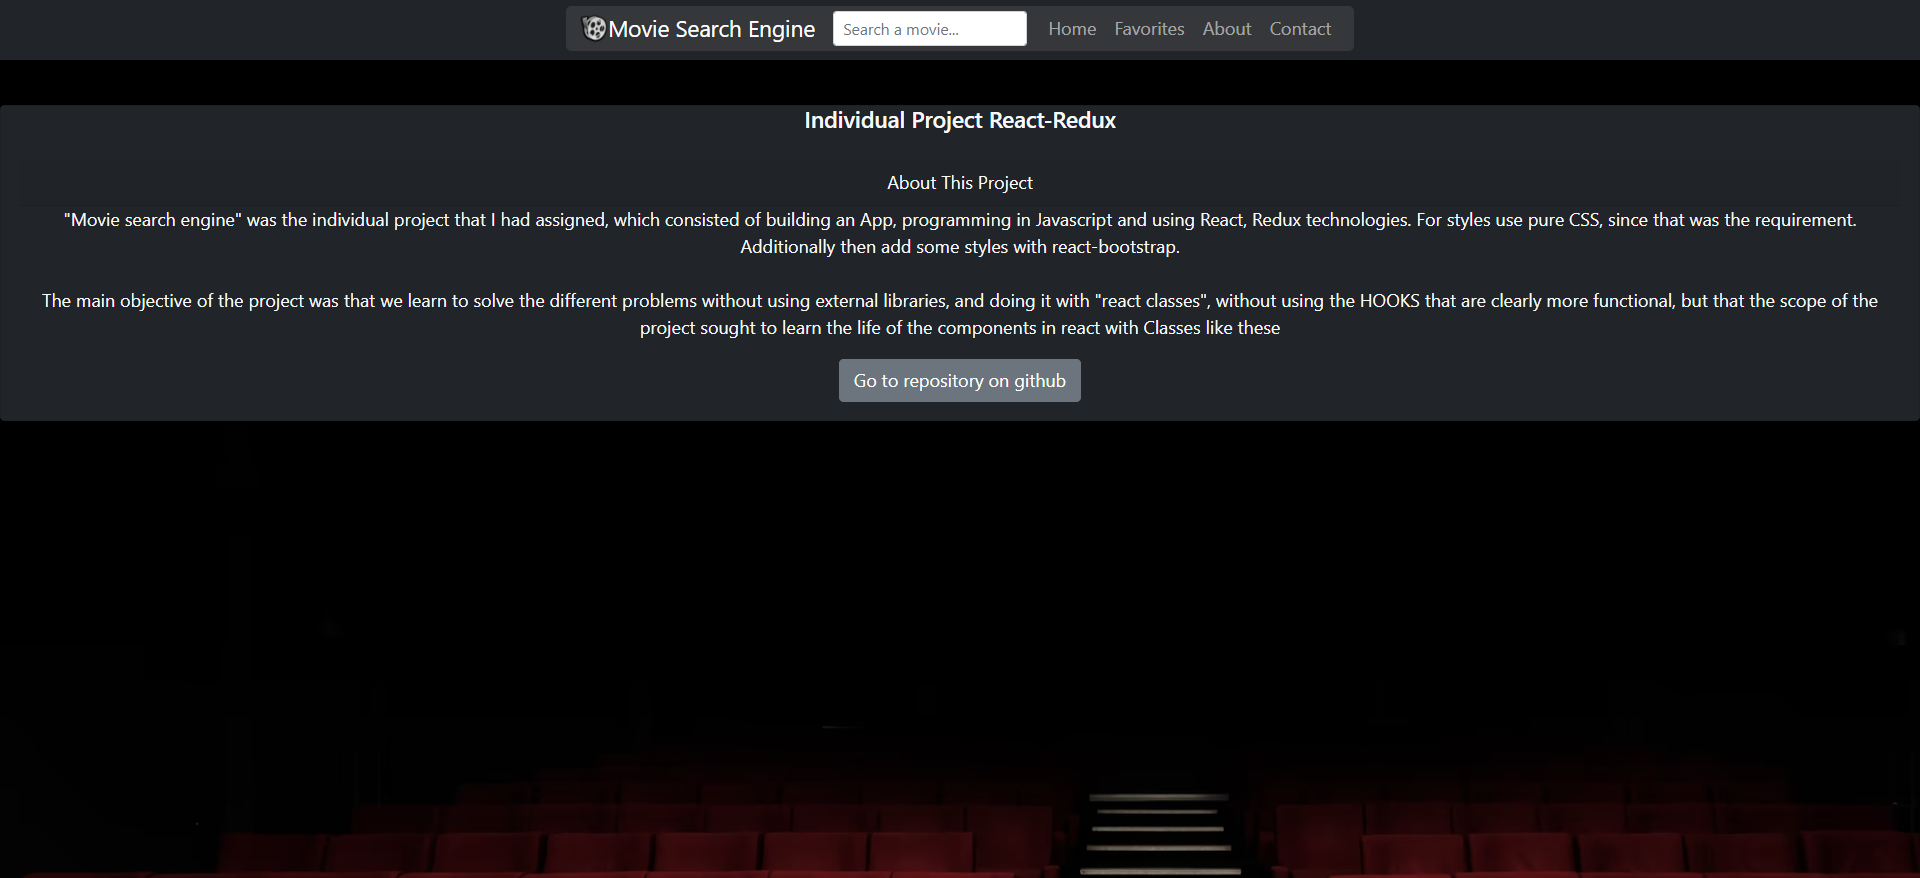 Movie Search Engine Search a movie... Home Favorites About Contact
Individual Project React-Redux
About This Project
"Movie search engine" was the individual project that I had assigned, which consisted of building an App, programming in Javascript and using React, Redux technologies. For styles use pure CSS, since that was the requirement.
Additionally then add some styles with react-bootstrap.
The main objective of the project was that we learn to solve the different problems without using external libraries, and doing it with "react classes", without using the HOOKS that are clearly more functional, but that the scope of the
project sought to learn the life of the components in react with Classes like these
Go to repository on github